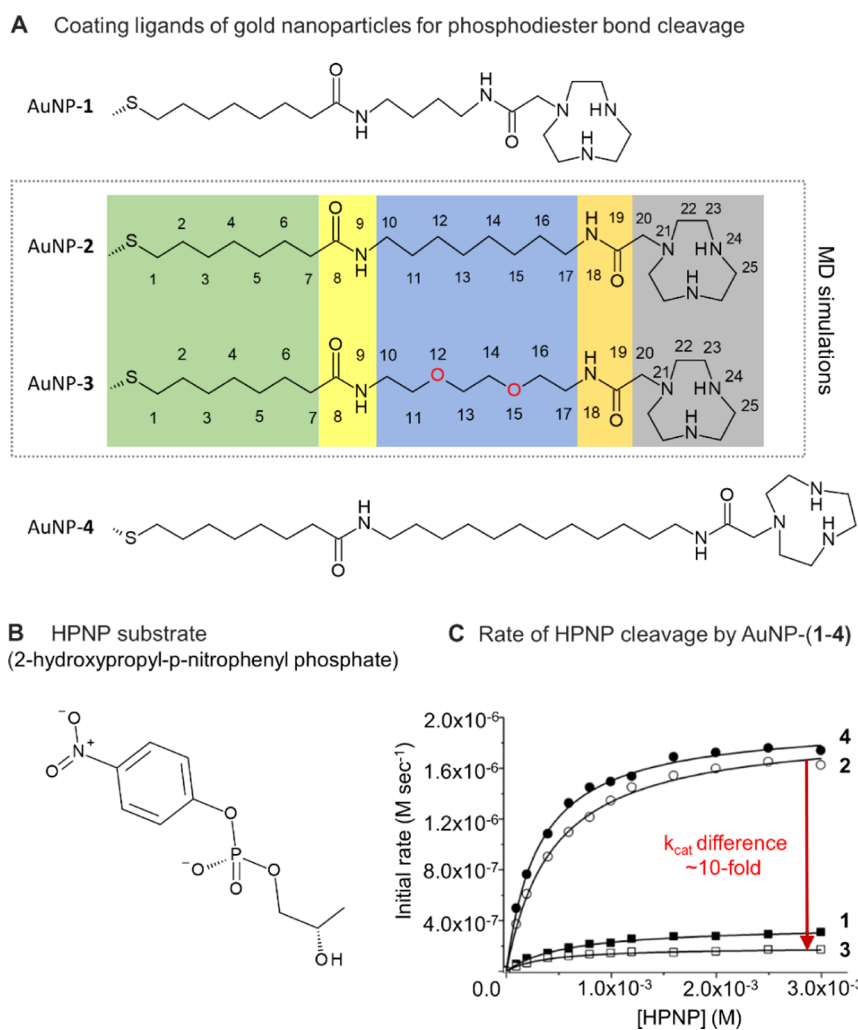 A Coating ligands of gold nanoparticles for phosphodiester bond cleavage
AuNP-1
S
O
N
H
H
N
O
N
HN
H
N
AuNP-2
S
1
2
3
4
5
6
7
O
8
9
N
H
10
11
12
13
14
15
16
17
H
N
18
19
O
20
21
N
22
23
HN
24
25
H
N
AuNP-3
S
1
2
3
4
5
6
7
O
8
9
N
H
10
11
12
O
13
14
O
15
16
17
H
N
18
19
O
20
21
N
22
23
HN
24
25
H
N
MD simulations
AuNP-4
S
O
H
N
N
H
O
N
NH
HN
B HPNP substrate
(2-hydroxypropyl-p-nitrophenyl phosphate)
⁻O
N⁺
O
O
P
⁻O
O
O
OH
C Rate of HPNP cleavage by AuNP-(1-4)
Initial rate (M sec⁻¹)
2.0x10⁻⁶
1.6x10⁻⁶
1.2x10⁻⁶
8.0x10⁻⁷
4.0x10⁻⁷
4
2
kcat difference
~10-fold
1
3
0.0
1.0x10⁻³
2.0x10⁻³
3.0x10⁻³
[HPNP] (M)